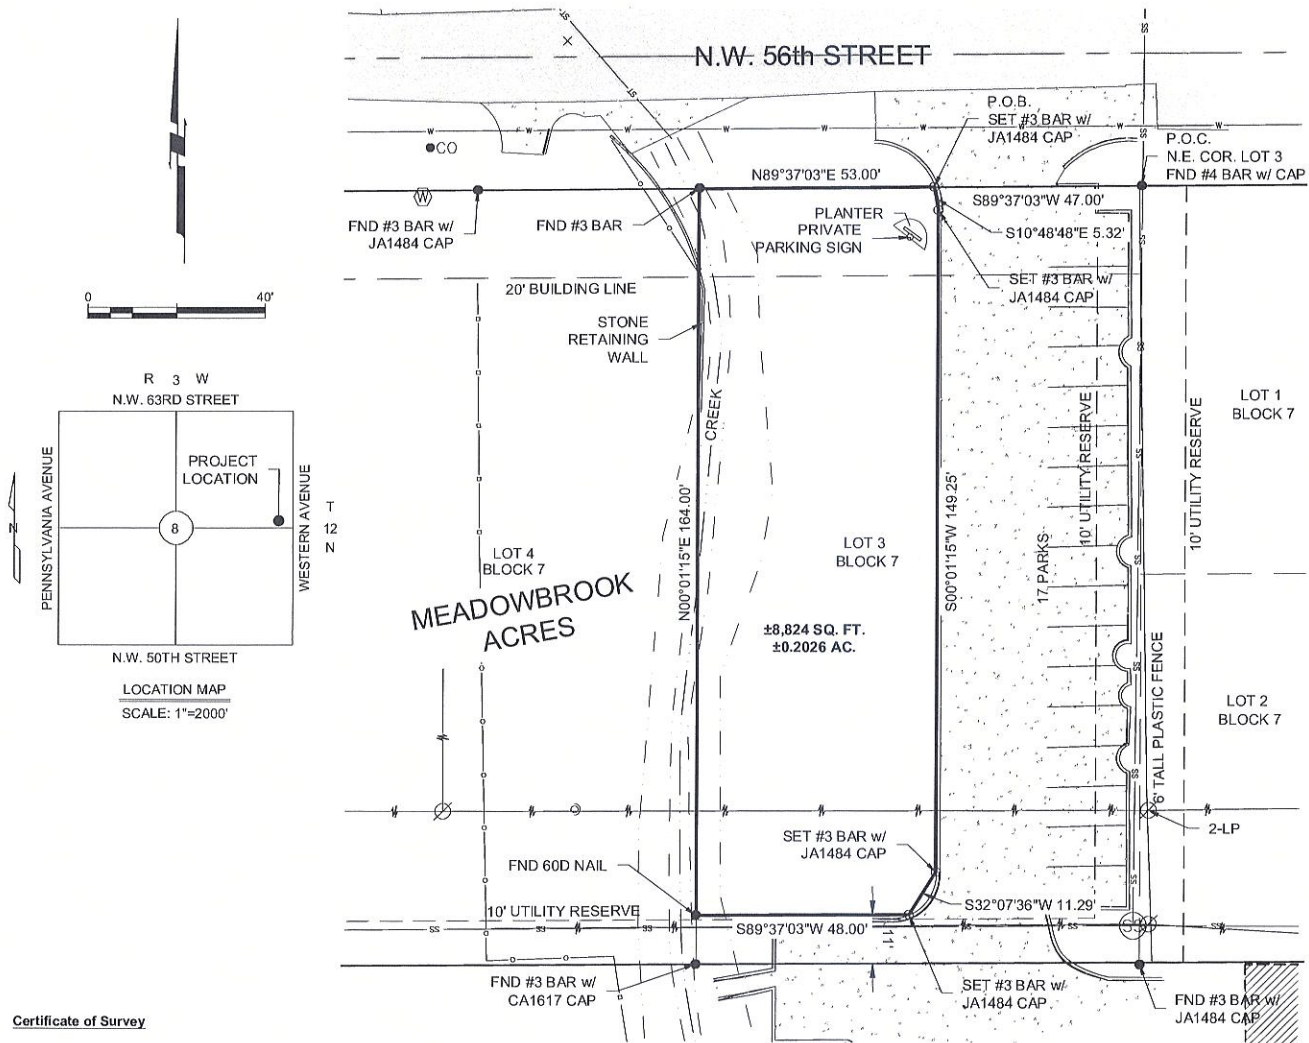 N.W. 56th STREET
ST
ST
SS
P.O.B.
SET #3 BAR w/
JA1484 CAP
W
W
W
W
W
W
CO
P.O.C.
N.E. COR. LOT 3
FND #4 BAR w/ CAP
N89°37'03"E 53.00'
S89°37'03"W 47.00'
W
FND #3 BAR w/
JA1484 CAP
FND #3 BAR
PLANTER
PRIVATE
PARKING SIGN
S10°48'48"E 5.32'
SET #3 BAR w/
JA1484 CAP
20' BUILDING LINE
STONE
RETAINING
WALL
0
40'
R 3 W
N.W. 63RD STREET
PENNSYLVANIA AVENUE
PROJECT
LOCATION
8
WESTERN AVENUE
T
12
N
N
N.W. 50TH STREET
LOCATION MAP
SCALE: 1"=2000'
CREEK
N00°01'15"E 164.00'
LOT 4
BLOCK 7
MEADOWBROOK
ACRES
LOT 3
BLOCK 7
±8,824 SQ. FT.
±0.2026 AC.
S00°01'15"W 149.25'
17 PARKS
10' UTILITY RESERVE
10' UTILITY RESERVE
LOT 1
BLOCK 7
LOT 2
BLOCK 7
6' TALL PLASTIC FENCE
2-LP
SET #3 BAR w/
JA1484 CAP
FND 60D NAIL
S32°07'36"W 11.29'
10' UTILITY RESERVE
S89°37'03"W 48.00'
11'
SS
SS
SS
SS
FND #3 BAR w/
CA1617 CAP
SET #3 BAR w/
JA1484 CAP
FND #3 BAR w/
JA1484 CAP
Certificate of Survey